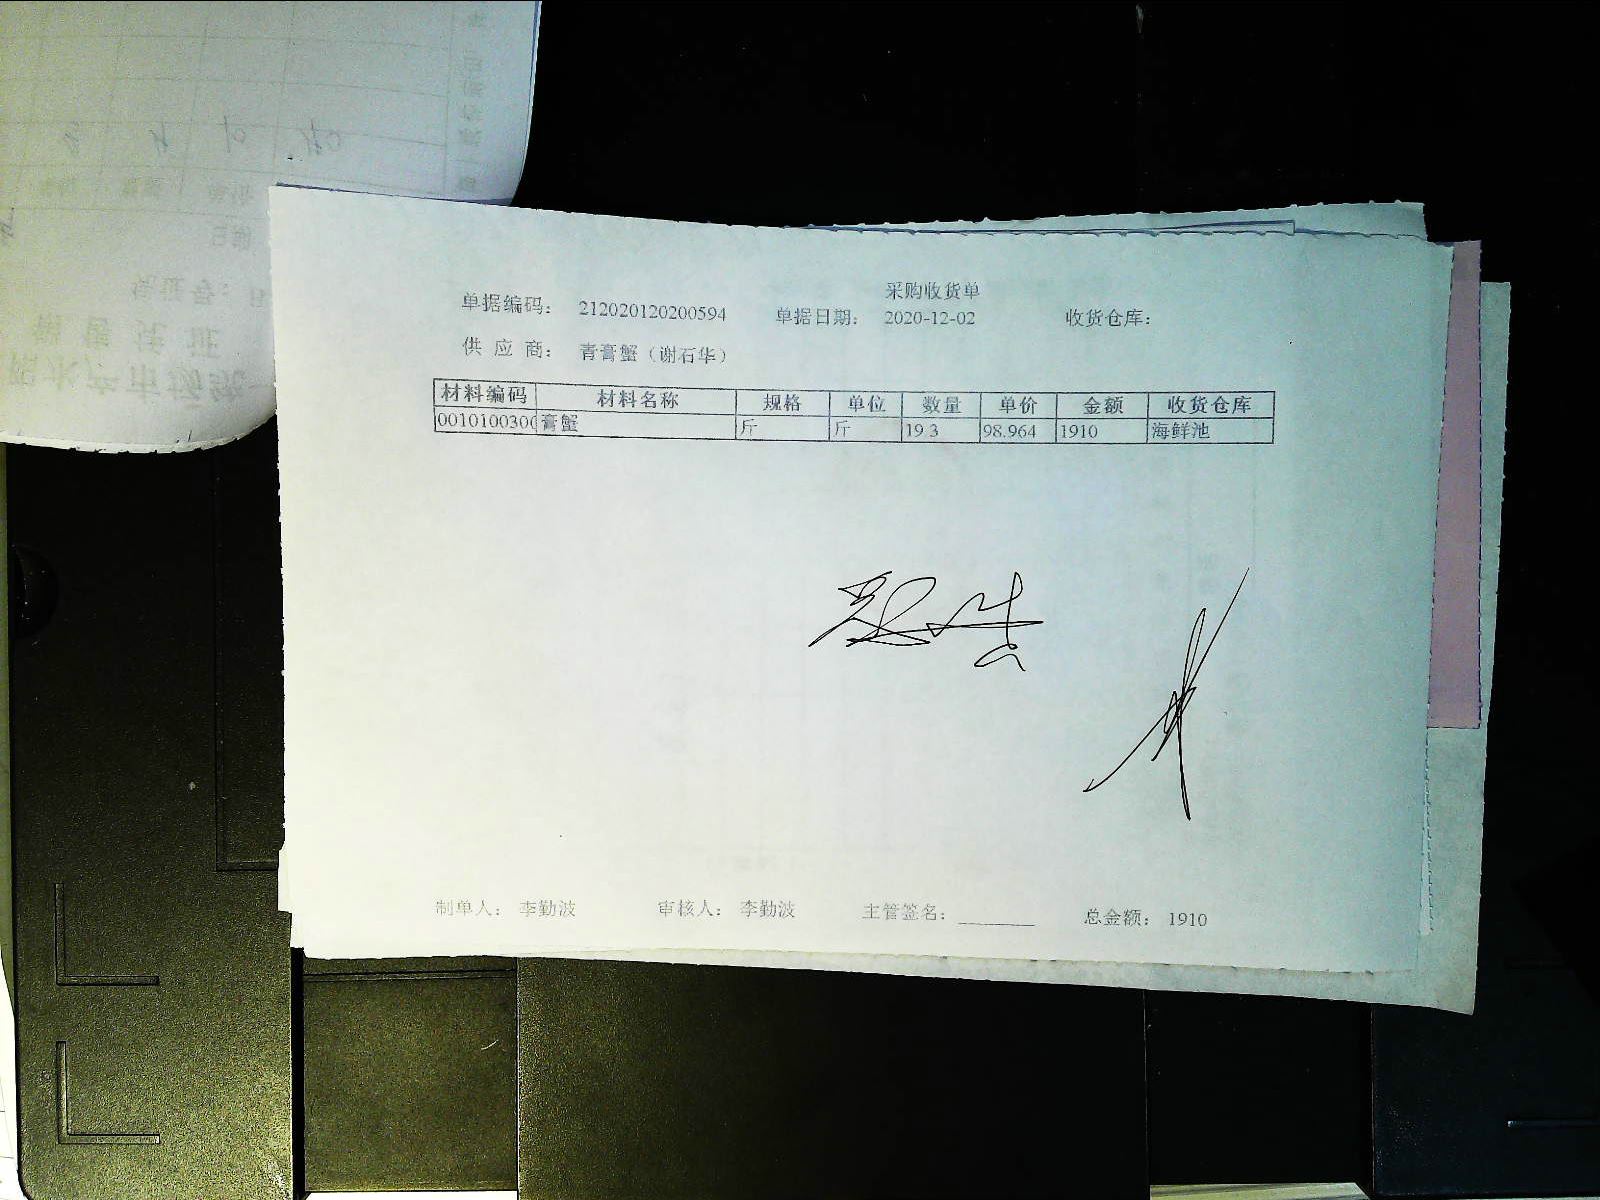 采购收货单
单据编码： 212020120200594 单据日期： 2020-12-02 收货仓库：
供 应 商： 青膏蟹（谢石华）
材料编码 材料名称 规格 单位 数量 单价 金额 收货仓库
0010100300 膏蟹 斤 斤 19.3 98.964 1910 海鲜池
制单人： 李勤波 审核人： 李勤波 主管签名： 总金额： 1910